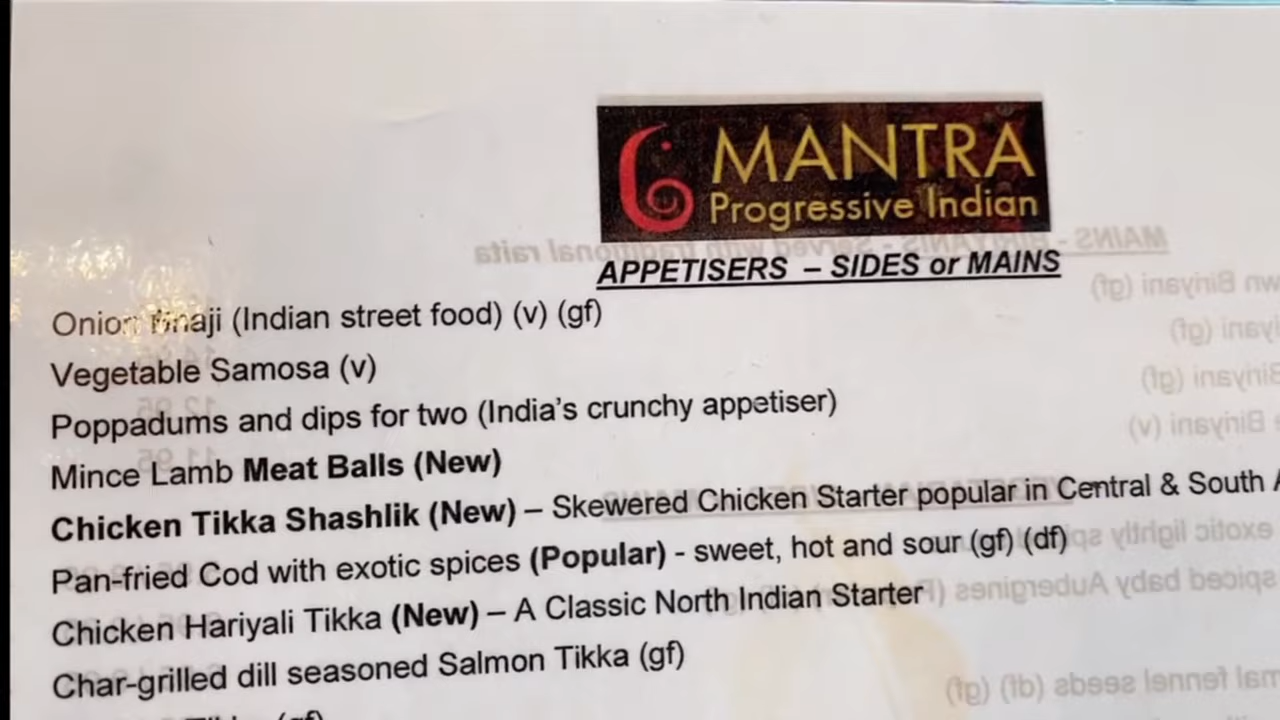 MANTRA
Progressive Indian
APPETISERS – SIDES or MAINS
Onion Bhaji (Indian street food) (v) (gf)
Vegetable Samosa (v)
Poppadums and dips for two (India's crunchy appetiser)
Mince Lamb Meat Balls (New)
Chicken Tikka Shashlik (New) – Skewered Chicken Starter popular in Central & South
Pan-fried Cod with exotic spices (Popular) - sweet, hot and sour (gf) (df)
Chicken Hariyali Tikka (New) – A Classic North Indian Starter
Char-grilled dill seasoned Salmon Tikka (gf)